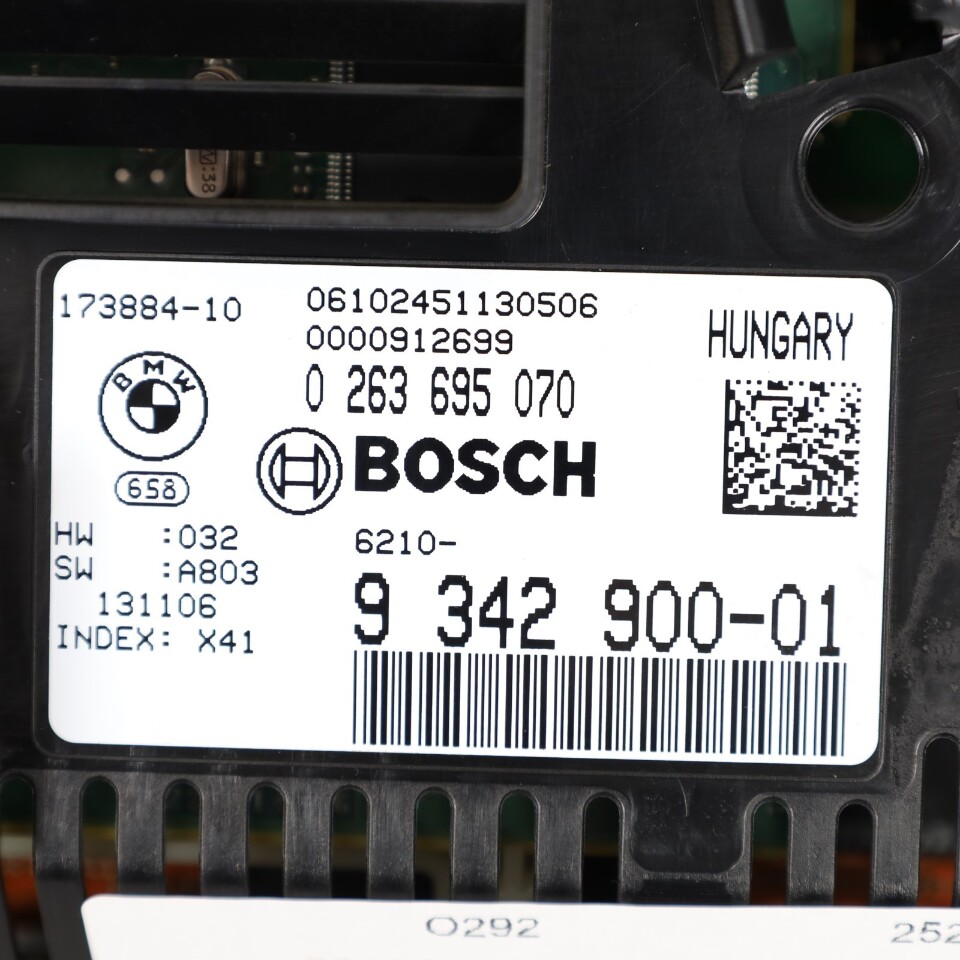 173884-10
06102451130506
0000912699
HUNGARY
0 263 695 070
BMW
BOSCH
658
HW :032
SW :A803
131106
INDEX: X41
6210-
9 342 900-01
0292
252